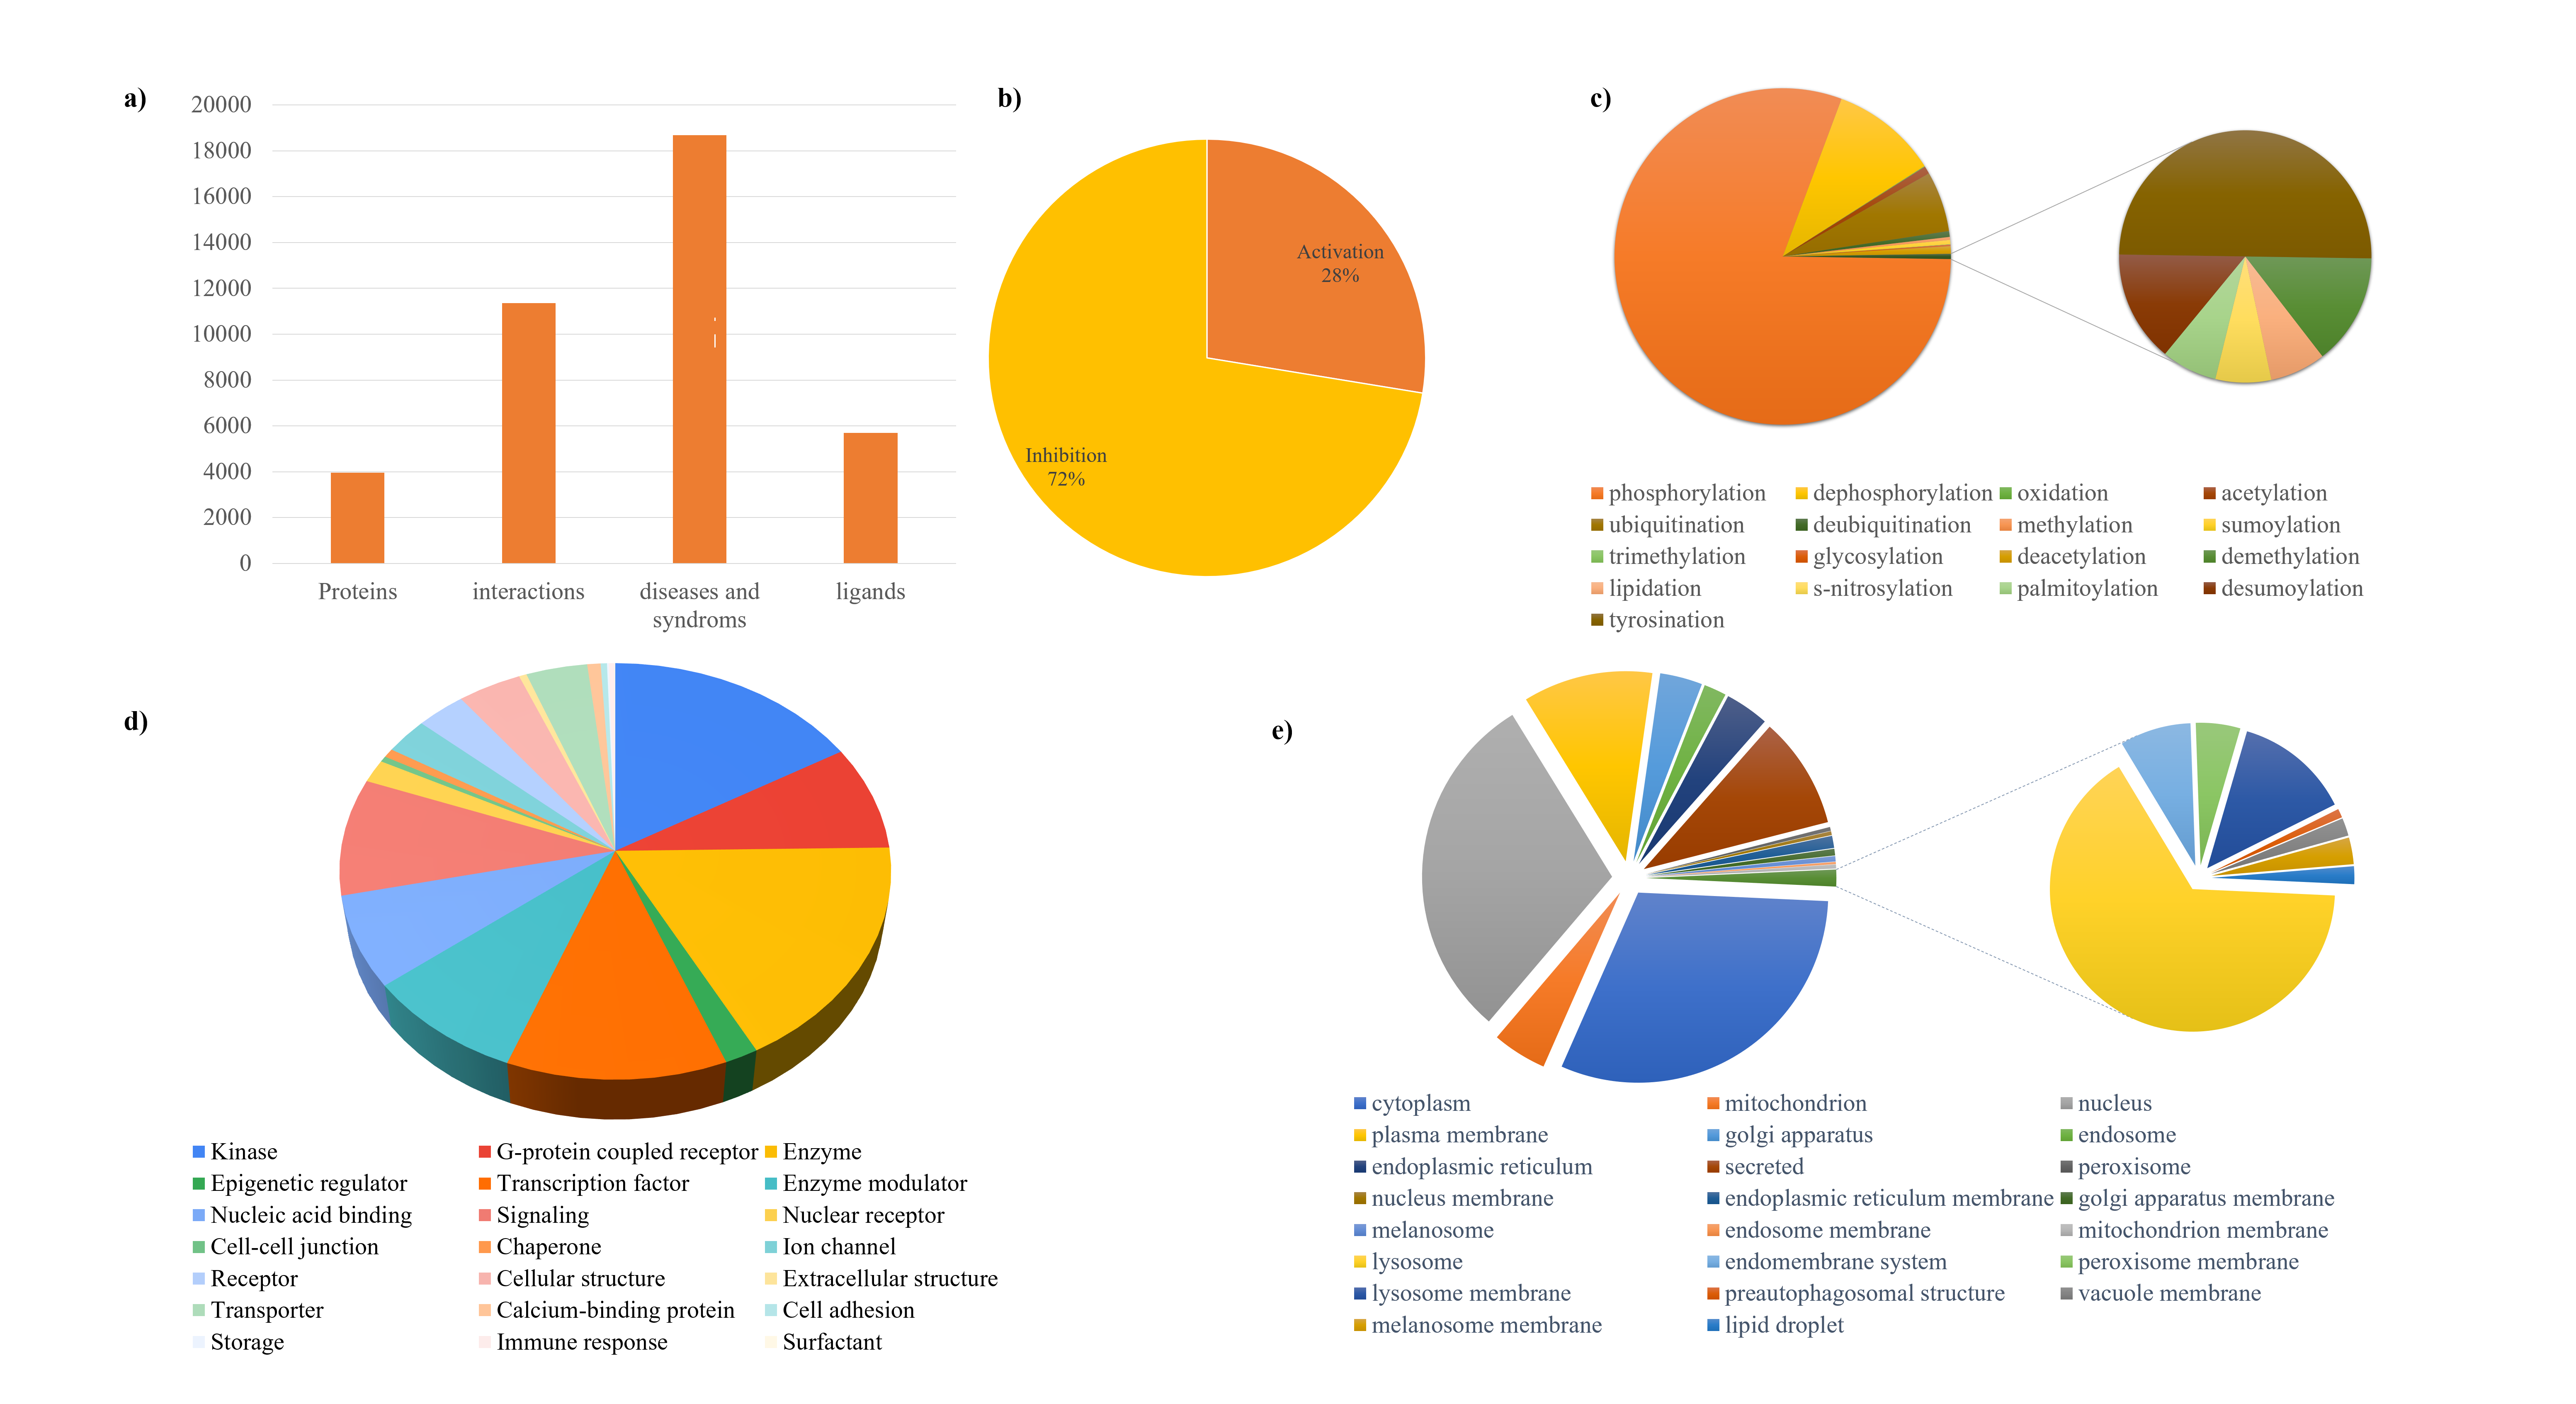 a)
20000
18000
16000
14000
12000
10000
8000
6000
4000
2000
0
Proteins
interactions
diseases and
syndroms
ligands
b)
Activation
28%
Inhibition
72%
c)
phosphorylation
dephosphorylation
oxidation
acetylation
ubiquitination
deubiquitination
methylation
sumoylation
trimethylation
glycosylation
deacetylation
demethylation
lipidation
s-nitrosylation
palmitoylation
desumoylation
tyrosination
d)
Kinase
G-protein coupled receptor
Enzyme
Epigenetic regulator
Transcription factor
Enzyme modulator
Nucleic acid binding
Signaling
Nuclear receptor
Cell-cell junction
Chaperone
Ion channel
Receptor
Cellular structure
Extracellular structure
Transporter
Calcium-binding protein
Cell adhesion
Storage
Immune response
Surfactant
e)
cytoplasm
mitochondrion
nucleus
plasma membrane
golgi apparatus
endosome
endoplasmic reticulum
secreted
peroxisome
nucleus membrane
endoplasmic reticulum membrane
golgi apparatus membrane
melanosome
endosome membrane
mitochondrion membrane
lysosome
endomembrane system
peroxisome membrane
lysosome membrane
preautophagosomal structure
vacuole membrane
melanosome membrane
lipid droplet